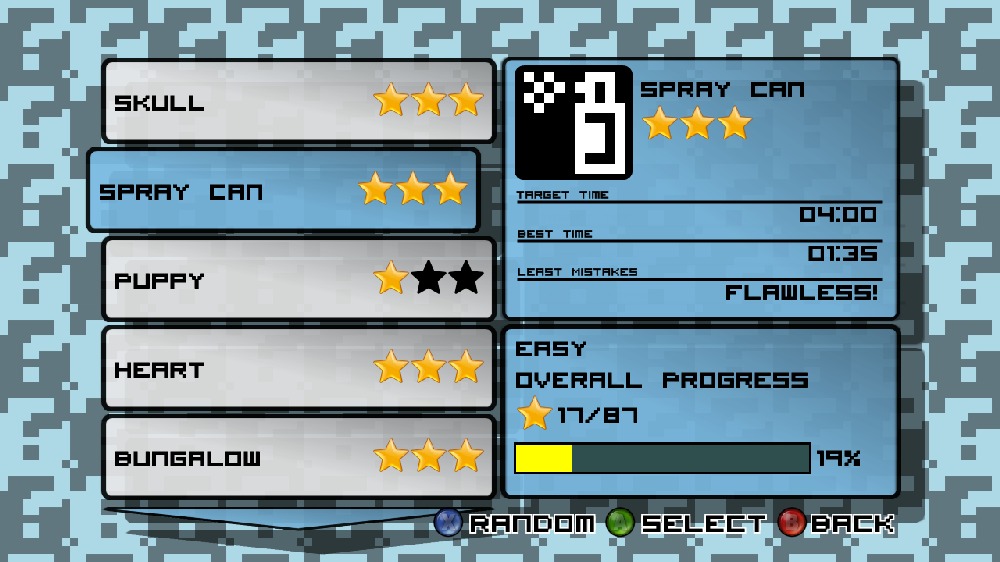 SKULL
SPRAY CAN
PUPPY
HEART
BUNGALOW
SPRAY CAN
TARGET TIME
04:00
BEST TIME
01:35
LEAST MISTAKES
FLAWLESS!
EASY
OVERALL PROGRESS
17/87
19%
X RANDOM A SELECT B BACK